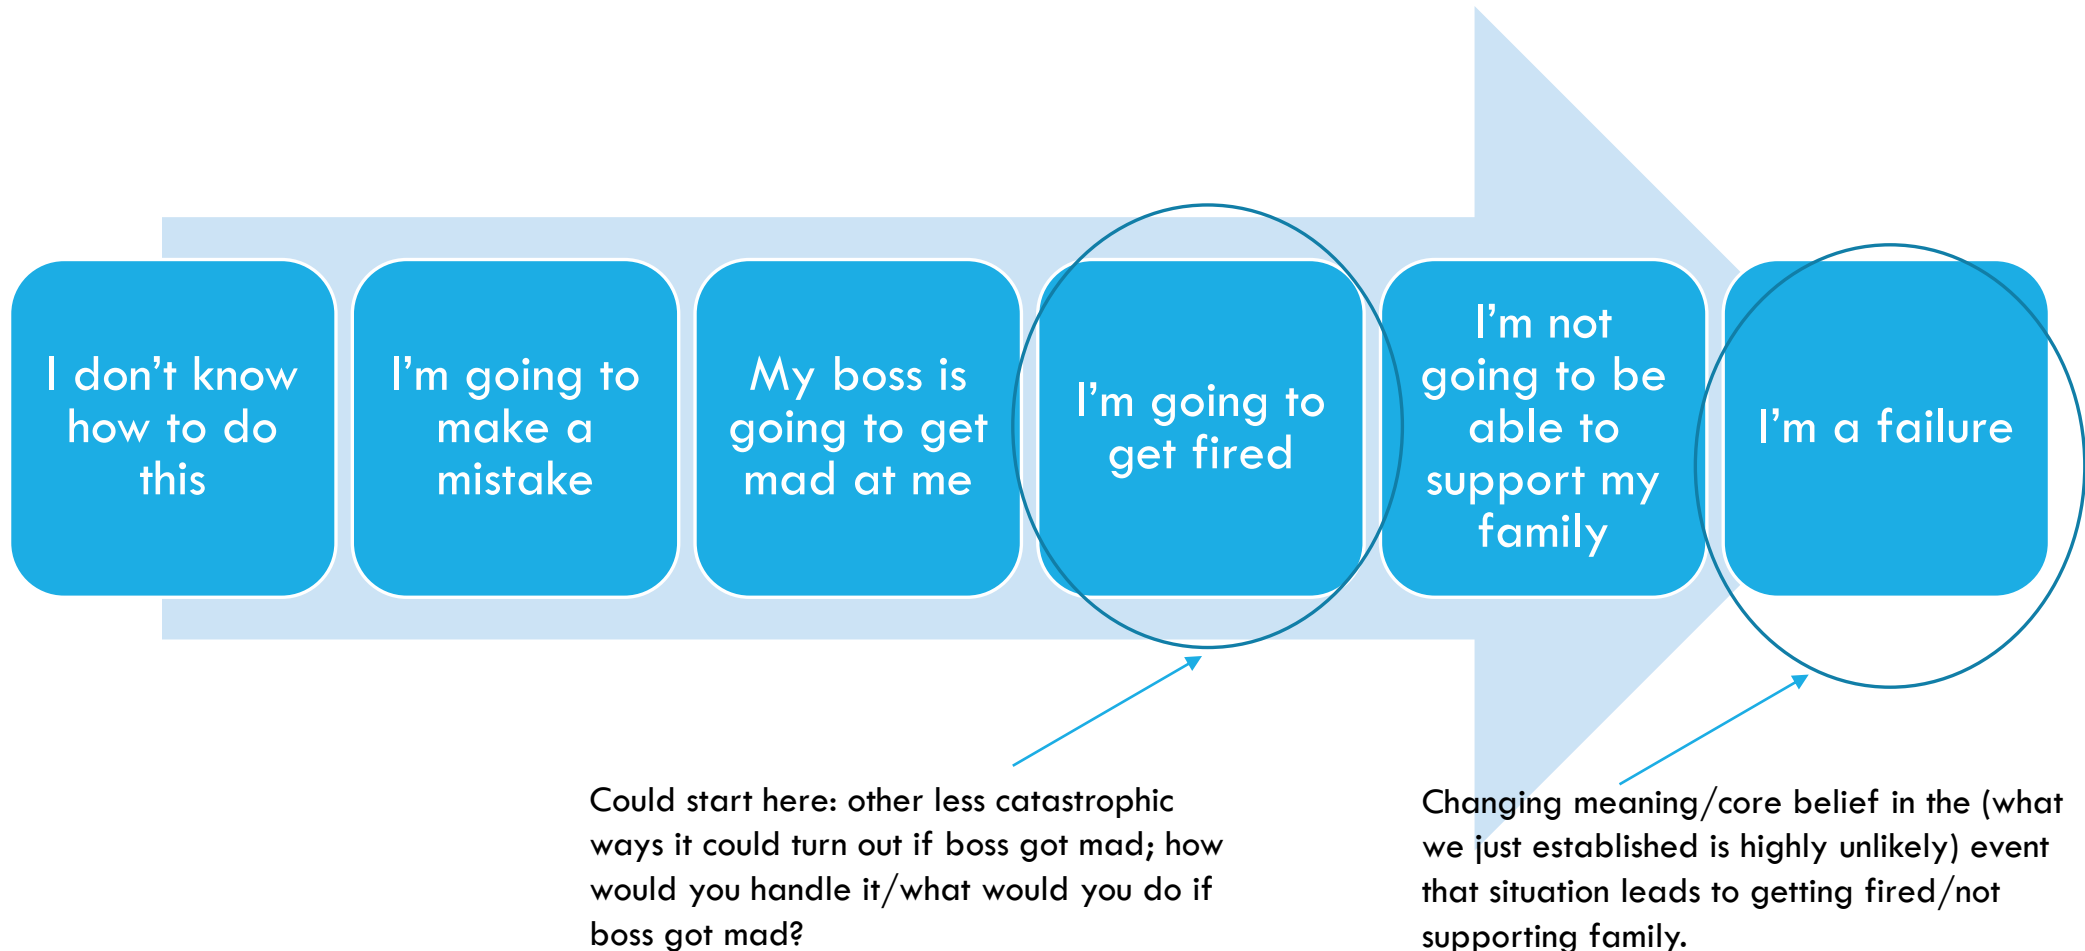 I don’t know
how to do
this
I’m going to
make a
mistake
My boss is
going to get
mad at me
I’m going to
get fired
I’m not
going to be
able to
support my
family
I’m a failure
Could start here: other less catastrophic
ways it could turn out if boss got mad; how
would you handle it/what would you do if
boss got mad?
Changing meaning/core belief in the (what
we just established is highly unlikely) event
that situation leads to getting fired/not
supporting family.